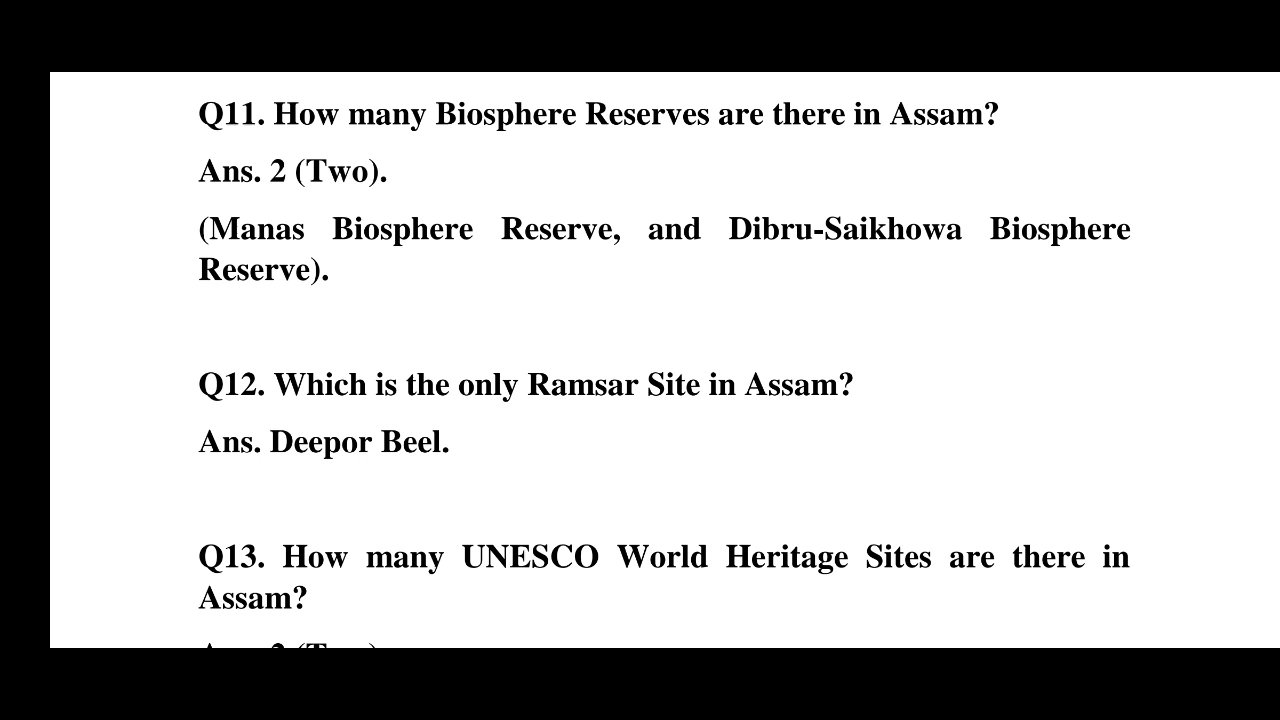 Q11. How many Biosphere Reserves are there in Assam?
Ans. 2 (Two).
(Manas Biosphere Reserve, and Dibru-Saikhowa Biosphere
Reserve).
Q12. Which is the only Ramsar Site in Assam?
Ans. Deepor Beel.
Q13. How many UNESCO World Heritage Sites are there in
Assam?